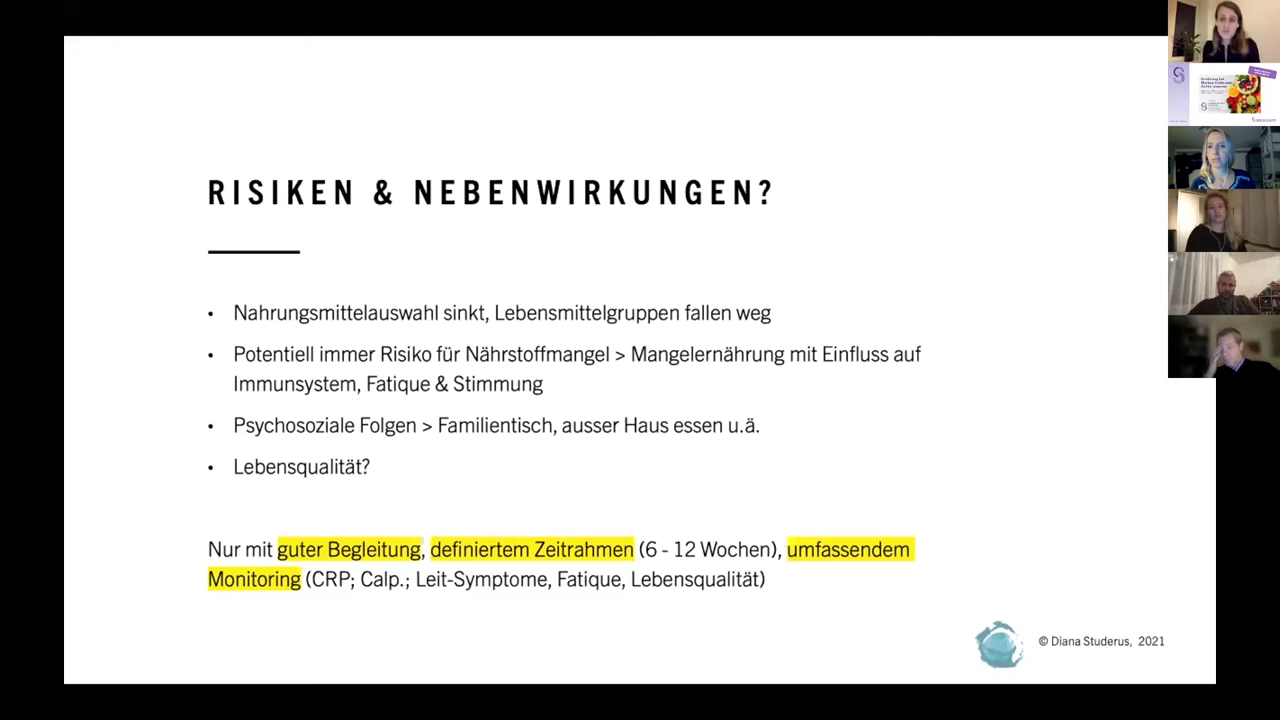 RISIKEN & NEBENWIRKUNGEN?
• Nahrungsmittelauswahl sinkt, Lebensmittelgruppen fallen weg
• Potentiell immer Risiko für Nährstoffmangel > Mangelernährung mit Einfluss auf
Immunsystem, Fatique & Stimmung
• Psychosoziale Folgen > Familientisch, ausser Haus essen u.ä.
• Lebensqualität?
Nur mit guter Begleitung, definiertem Zeitrahmen (6 - 12 Wochen), umfassendem
Monitoring (CRP; Calp.; Leit-Symptome, Fatique, Lebensqualität)
© Diana Studerus, 2021